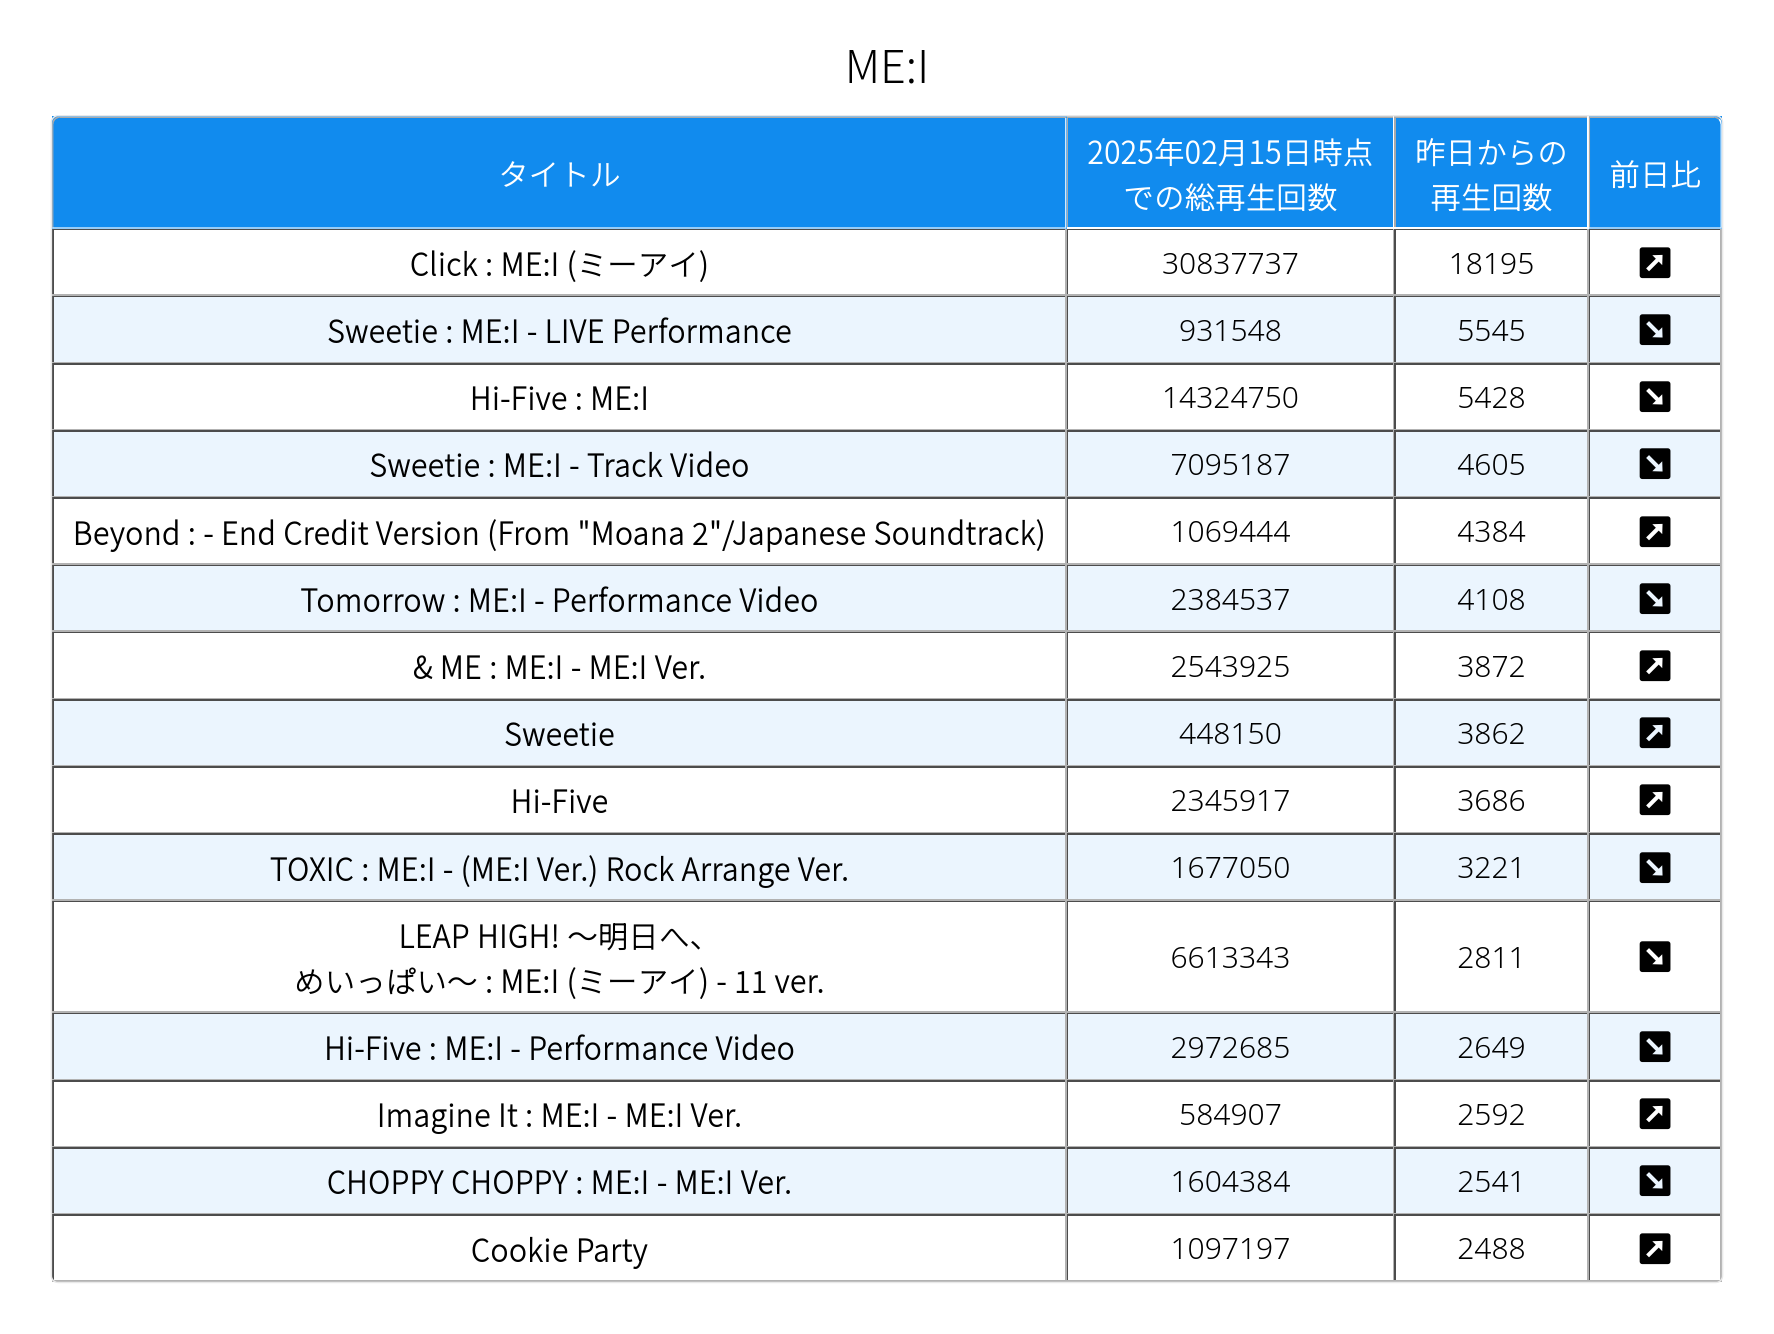 ME:I
タイトル
2025年02月15日時点
での総再生回数
昨日からの
再生回数
前日比
Click : ME:I (ミーアイ) 30837737 18195 ↗
Sweetie : ME:I - LIVE Performance 931548 5545 ↘
Hi-Five : ME:I 14324750 5428 ↘
Sweetie : ME:I - Track Video 7095187 4605 ↘
Beyond : - End Credit Version (From "Moana 2"/Japanese Soundtrack) 1069444 4384 ↗
Tomorrow : ME:I - Performance Video 2384537 4108 ↘
& ME : ME:I - ME:I Ver. 2543925 3872 ↗
Sweetie 448150 3862 ↗
Hi-Five 2345917 3686 ↗
TOXIC : ME:I - (ME:I Ver.) Rock Arrange Ver. 1677050 3221 ↘
LEAP HIGH! ～明日へ、
めいっぱい～ : ME:I (ミーアイ) - 11 ver. 6613343 2811 ↘
Hi-Five : ME:I - Performance Video 2972685 2649 ↘
Imagine It : ME:I - ME:I Ver. 584907 2592 ↗
CHOPPY CHOPPY : ME:I - ME:I Ver. 1604384 2541 ↘
Cookie Party 1097197 2488 ↗